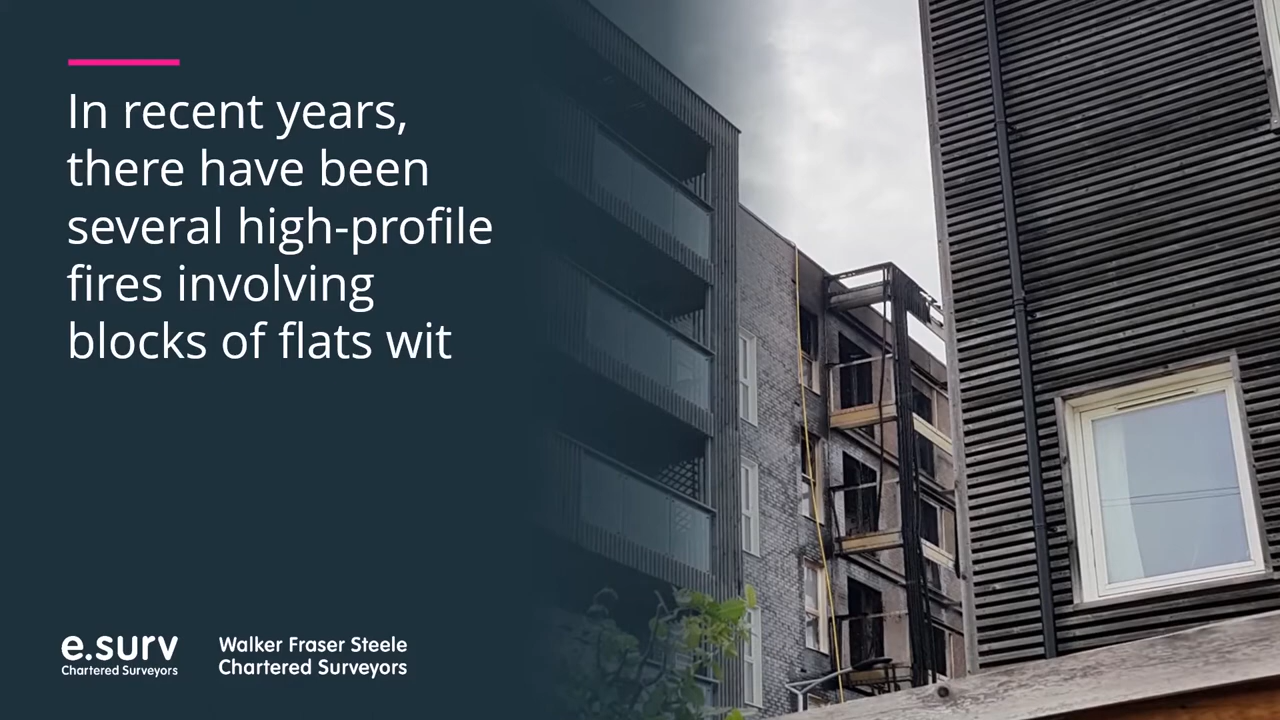 In recent years,
there have been
several high-profile
fires involving
blocks of flats wit
e.surv
Chartered Surveyors
Walker Fraser Steele
Chartered Surveyors